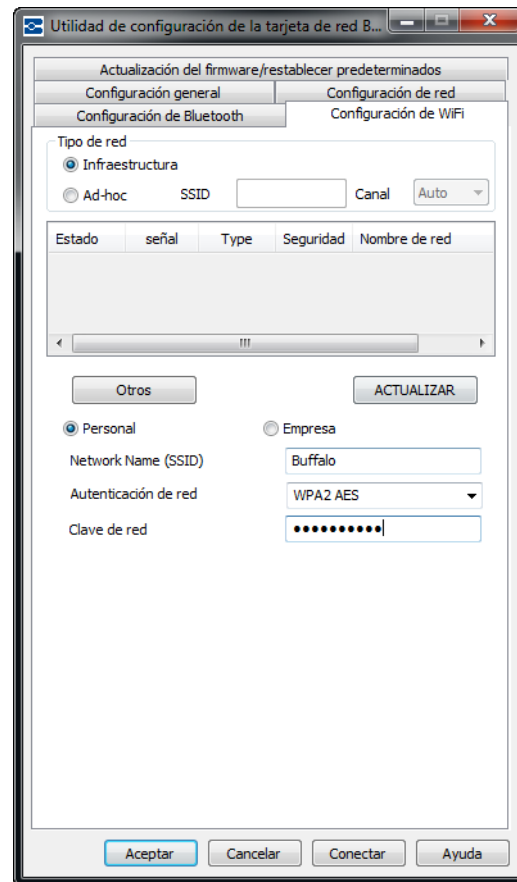 Utilidad de configuración de la tarjeta de red B...
Actualización del firmware/restablecer predeterminados
Configuración general Configuración de red
Configuración de Bluetooth Configuración de WiFi
Tipo de red
Infraestructura
Ad-hoc SSID Canal Auto
Estado señal Type Seguridad Nombre de red
Otros ACTUALIZAR
Personal Empresa
Network Name (SSID) Buffalo
Autenticación de red WPA2 AES
Clave de red ●●●●●●●●●●
Aceptar Cancelar Conectar Ayuda